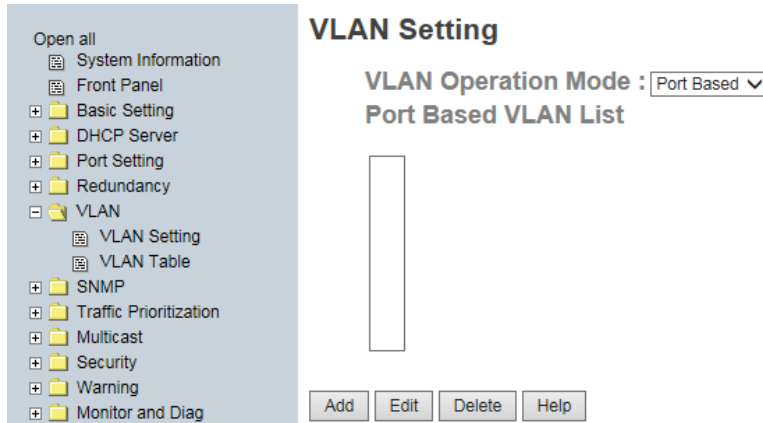 Open all
System Information
Front Panel
Basic Setting
DHCP Server
Port Setting
Redundancy
VLAN
VLAN Setting
VLAN Table
SNMP
Traffic Prioritization
Multicast
Security
Warning
Monitor and Diag
VLAN Setting
VLAN Operation Mode : Port Based
Port Based VLAN List
Add Edit Delete Help